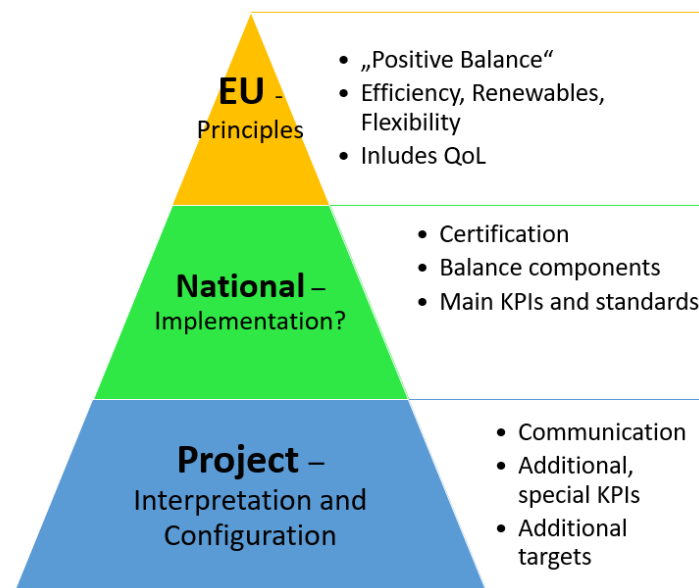 EU -
Principles
• „Positive Balance“
• Efficiency, Renewables,
Flexibility
• Inludes QoL
National –
Implementation?
• Certification
• Balance components
• Main KPIs and standards
Project –
Interpretation and
Configuration
• Communication
• Additional,
special KPIs
• Additional
targets